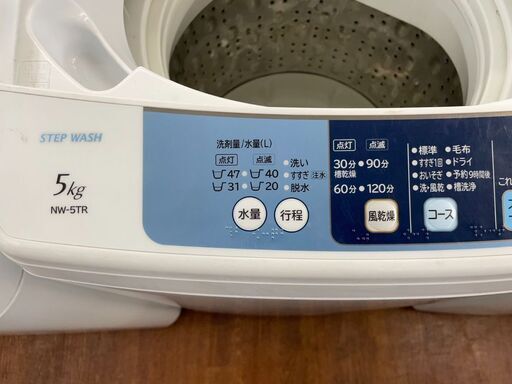 STEP WASH
5kg
NW-5TR
洗剤量/水量(L)
点灯 点滅
47 40
31 20
洗い
すすぎ 注水
脱水
水量 行程
点灯 点滅
30分 90分
槽乾燥
60分 120分
風乾燥
標準 毛布
すすぎ1回 ドライ
おいそぎ 予約9時間後
洗・風乾 槽洗浄
コース
これ